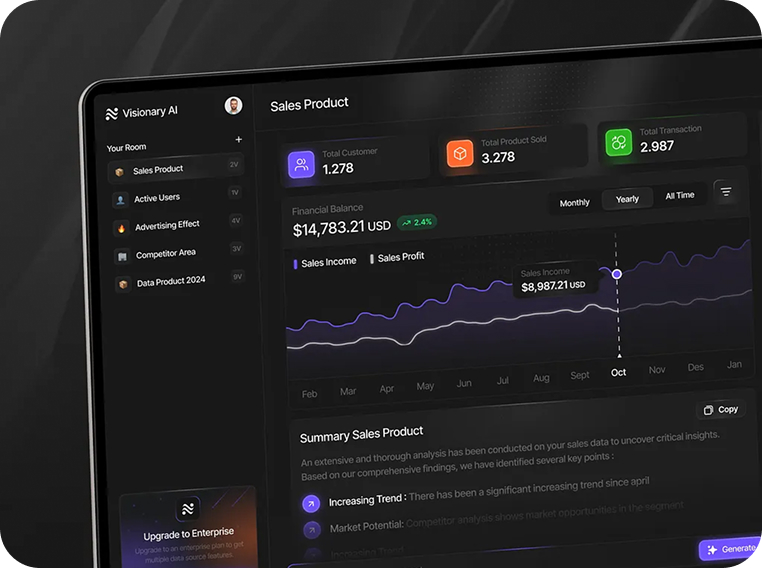 Visionary AI
Your Room
+
Sales Product
2V
Active Users
1V
Advertising Effect
4V
Competitor Area
3V
Data Product 2024
9V
Upgrade to Enterprise
Upgrade to an enterprise plan to get
multiple data source features
Sales Product
Total Customer
1.278
Total Product Sold
3.278
Total Transaction
2.987
Financial Balance
$14,783.21 USD
2.4%
Monthly
Yearly
All Time
Sales Income
Sales Profit
Sales Income
$8,987.21 USD
Feb Mar Apr May Jun Jul Aug Sept Oct Nov Des Jan
Copy
Summary Sales Product
An extensive and thorough analysis has been conducted on your sales data to uncover critical insights.
Based on our comprehensive findings, we have identified several key points :
Increasing Trend : There has been a significant increasing trend since april
Market Potential: Competitor analysis shows market opportunities in the segment
Increasing Trend
Generate